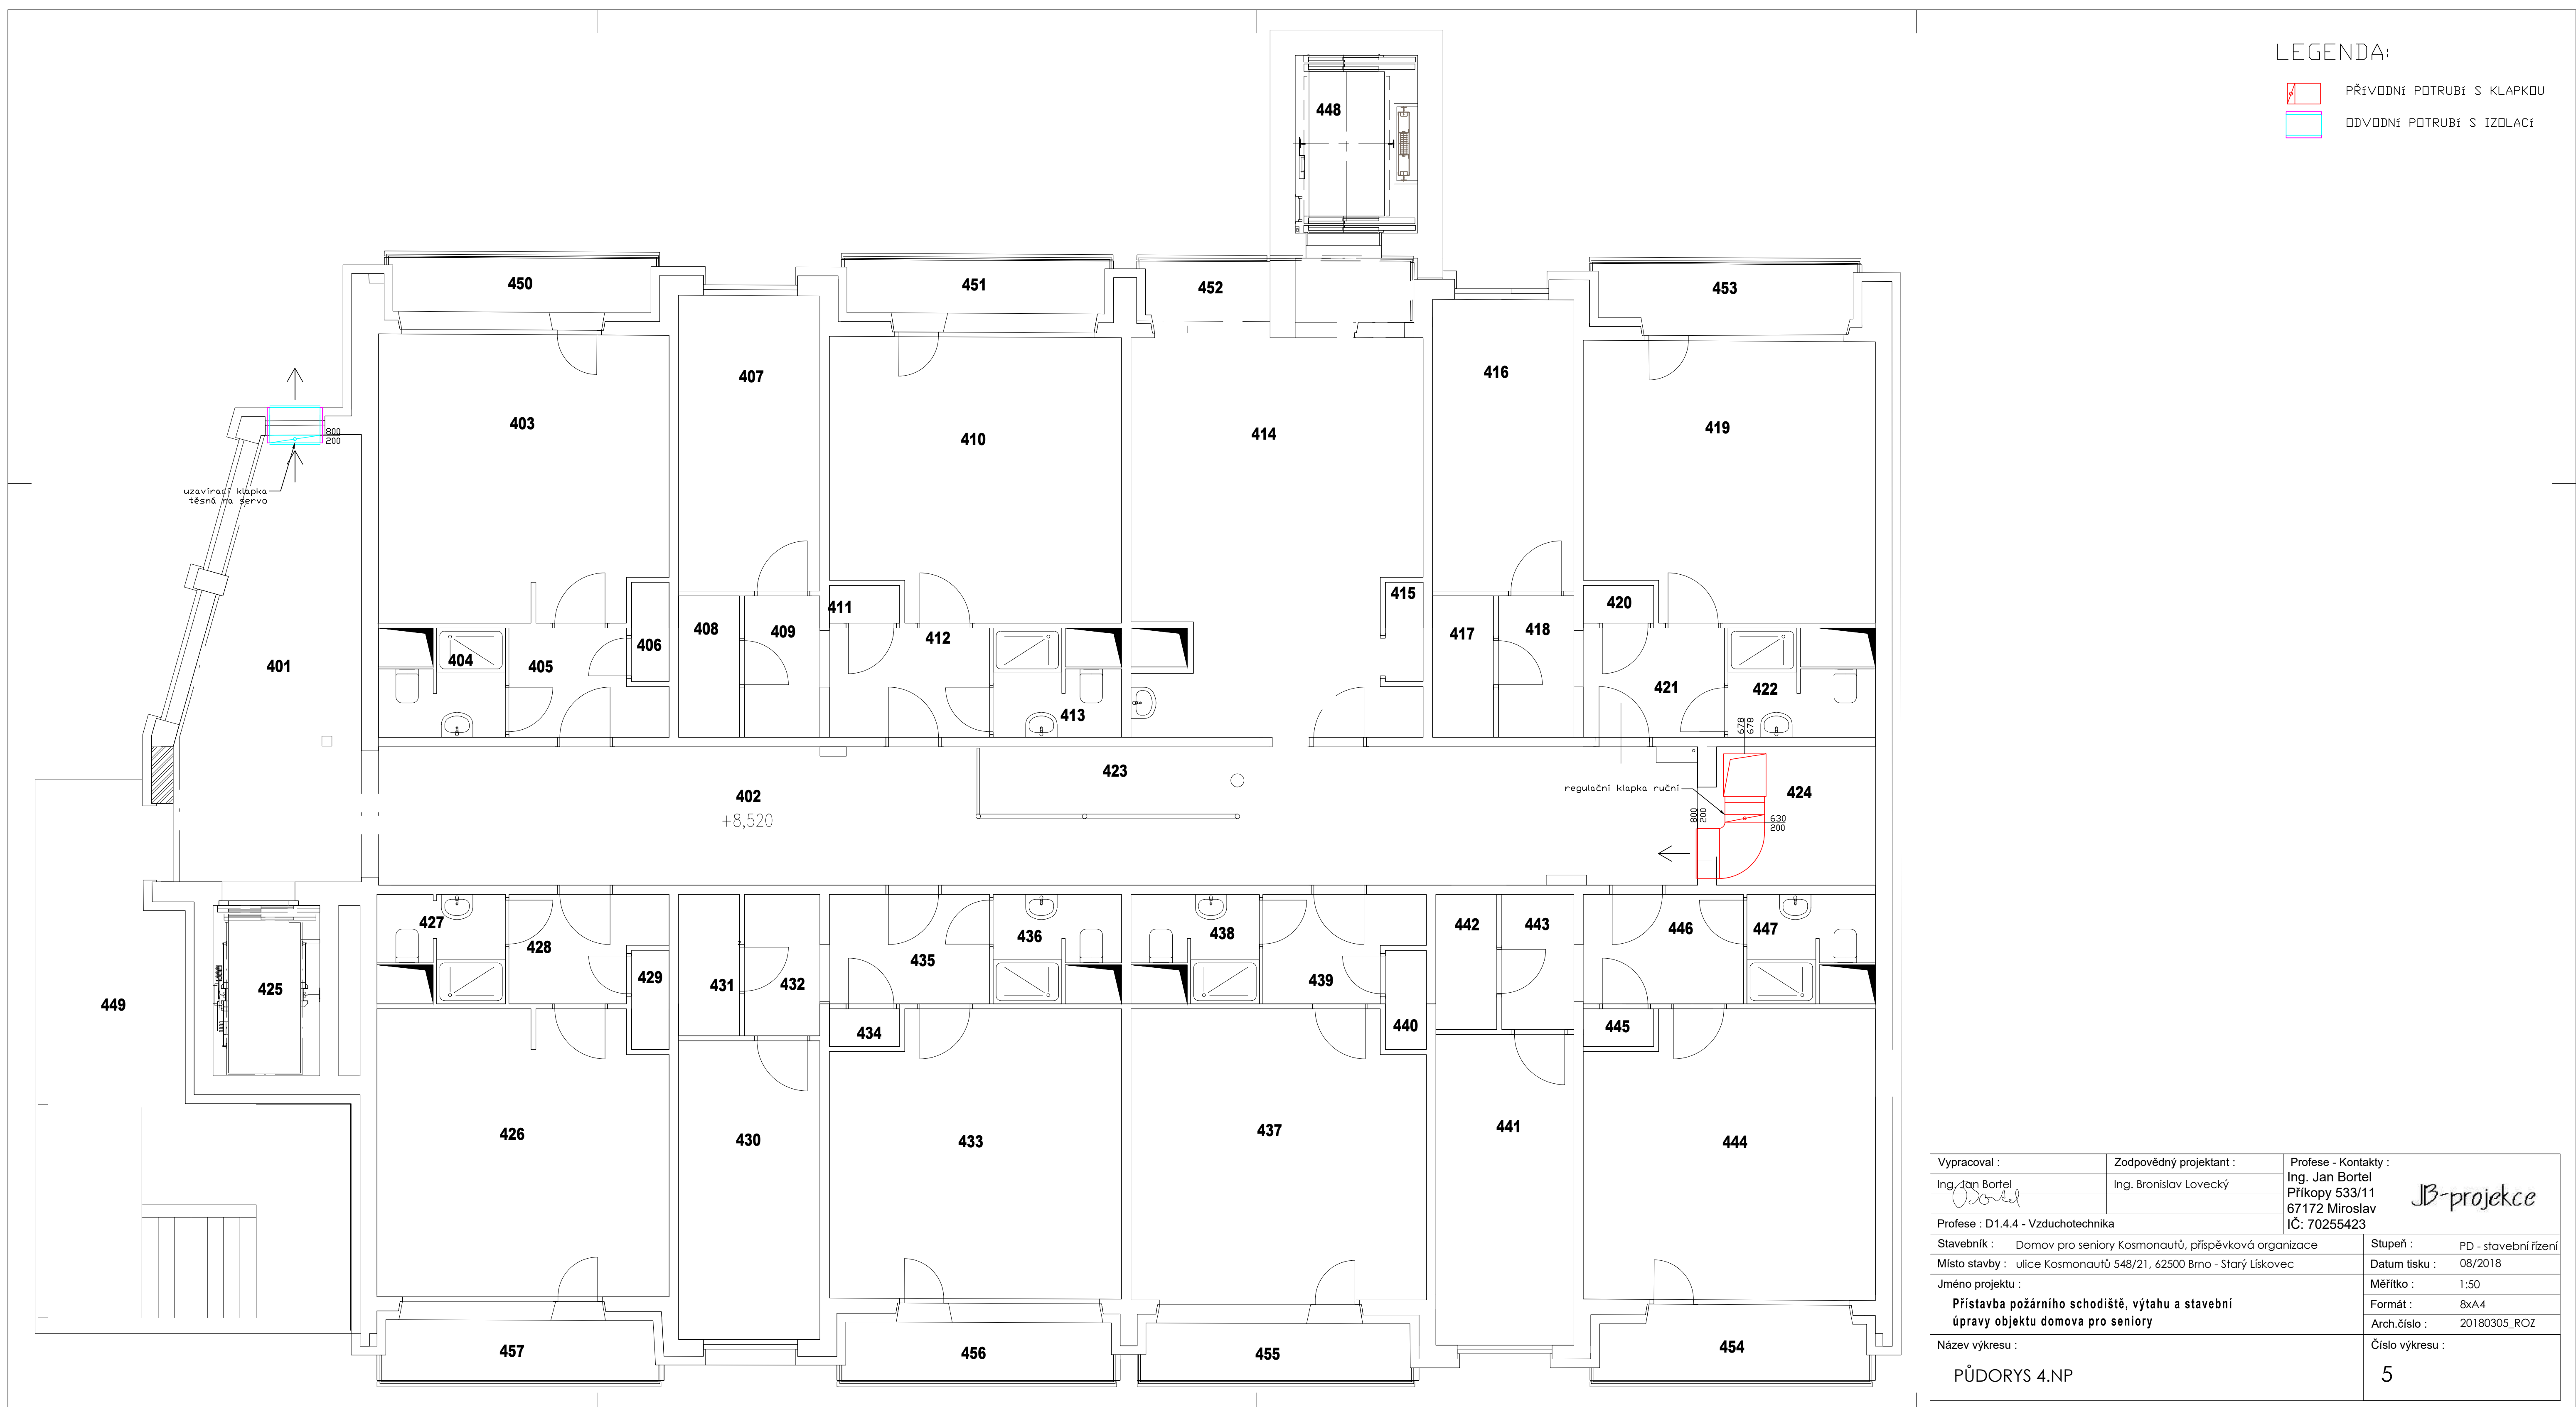 LEGENDA:
PŘÍVODNÍ POTRUBÍ S KLAPKOU
ODVODNÍ POTRUBÍ S IZOLACÍ
448
450
451
452
453
407
416
403
410
414
419
800
200
uzavírací klapka
těsná na servo
411
415
420
406
408
409
412
417
418
401
404
405
413
421
422
678
678
423
402
+8,520
regulační klapka ruční
424
800
200
630
200
427
428
436
438
442
443
446
447
425
429
431
432
435
439
449
434
440
445
426
430
433
437
441
444
457
456
455
454
Vypracoval :
Zodpovědný projektant :
Profese - Kontakty :
Ing. Jan Bortel
Ing. Bronislav Lovecký
Ing. Jan Bortel
Příkopy 533/11
67172 Miroslav
IČ: 70255423
JB-projekce
Bortel
Profese : D1.4.4 - Vzduchotechnika
Stavebník : Domov pro seniory Kosmonautů, příspěvková organizace
Stupeň : PD - stavební řízení
Místo stavby : ulice Kosmonautů 548/21, 62500 Brno - Starý Lískovec
Datum tisku : 08/2018
Jméno projektu :
Měřítko : 1:50
Přístavba požárního schodiště, výtahu a stavební
úpravy objektu domova pro seniory
Formát : 8xA4
Arch.číslo : 20180305_ROZ
Název výkresu :
Číslo výkresu :
PŮDORYS 4.NP
5